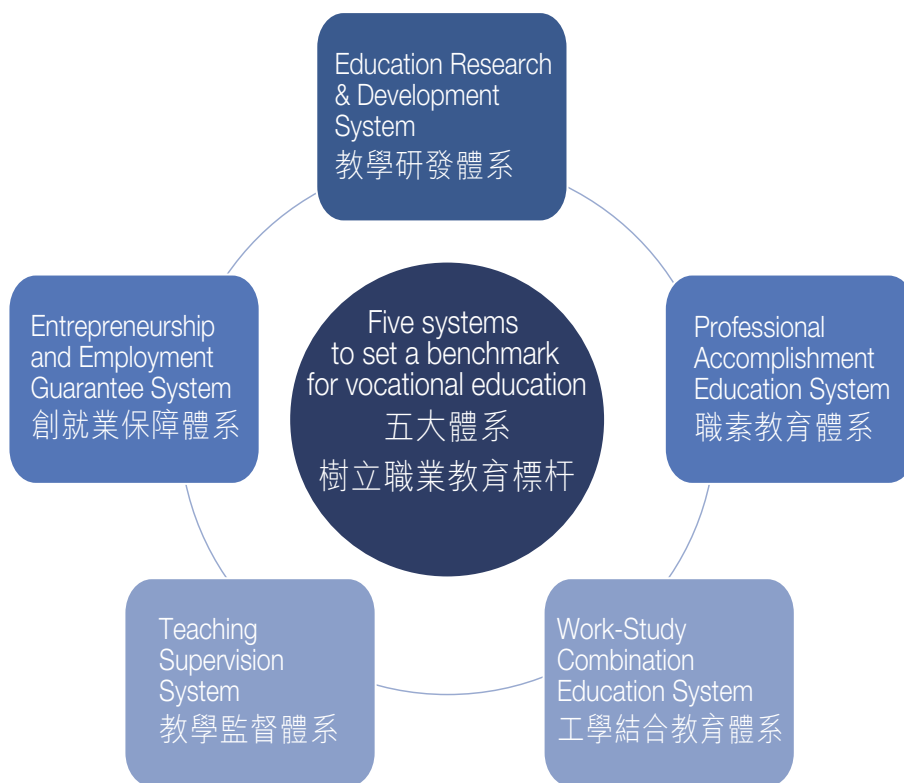 Education Research
& Development
System
教學研發體系
Entrepreneurship
and Employment
Guarantee System
創就業保障體系
Five systems
to set a benchmark
for vocational education
五大體系
樹立職業教育標杆
Professional
Accomplishment
Education System
職素教育體系
Teaching
Supervision
System
教學監督體系
Work-Study
Combination
Education System
工學結合教育體系